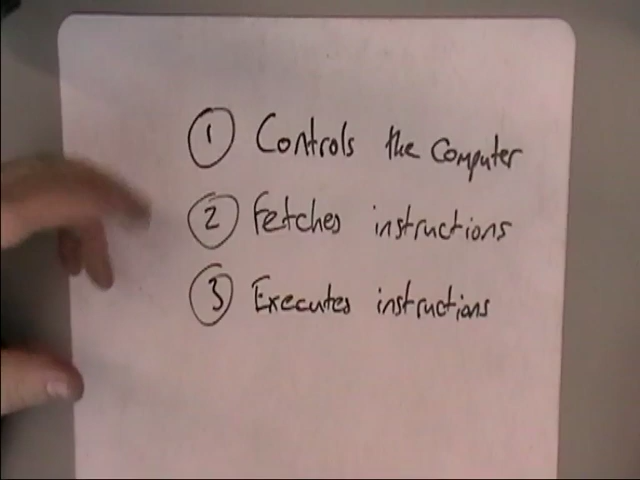 1 Controls the Computer
2 Fetches instructions
3 Executes instructions